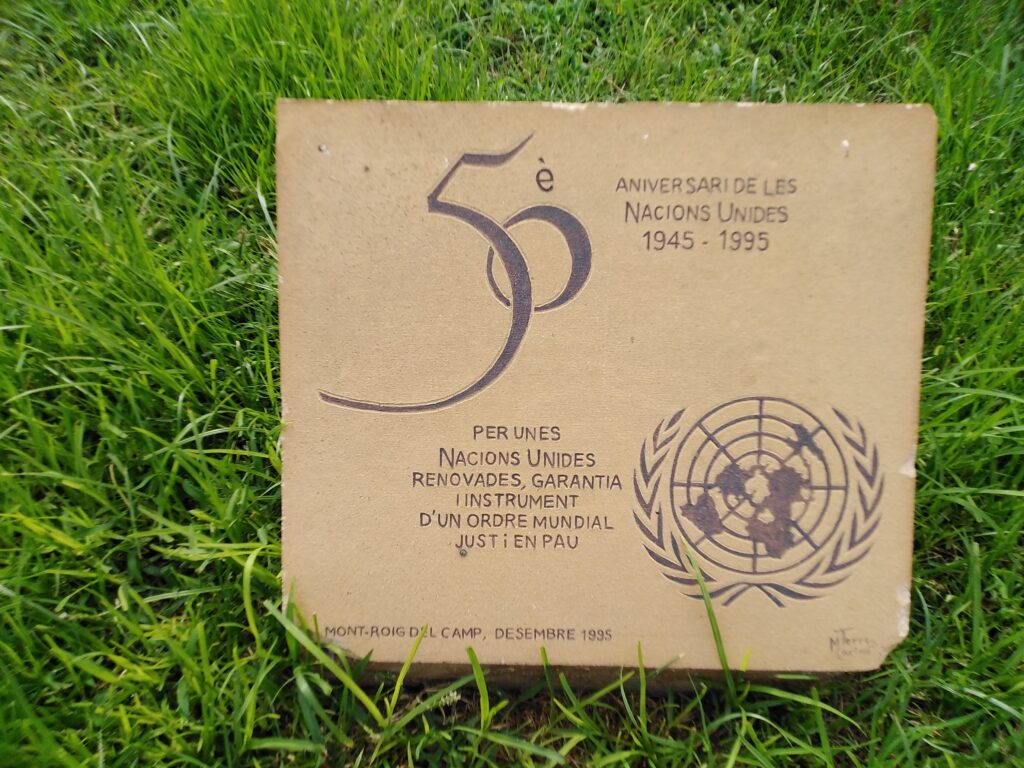 50è
ANIVERSARI DE LES
NACIONS UNIDES
1945 - 1995
PER UNES
NACIONS UNIDES
RENOVADES, GARANTIA
I INSTRUMENT
D'UN ORDRE MUNDIAL
JUST i EN PAU
MONT-ROIG DEL CAMP, DESEMBRE 1995